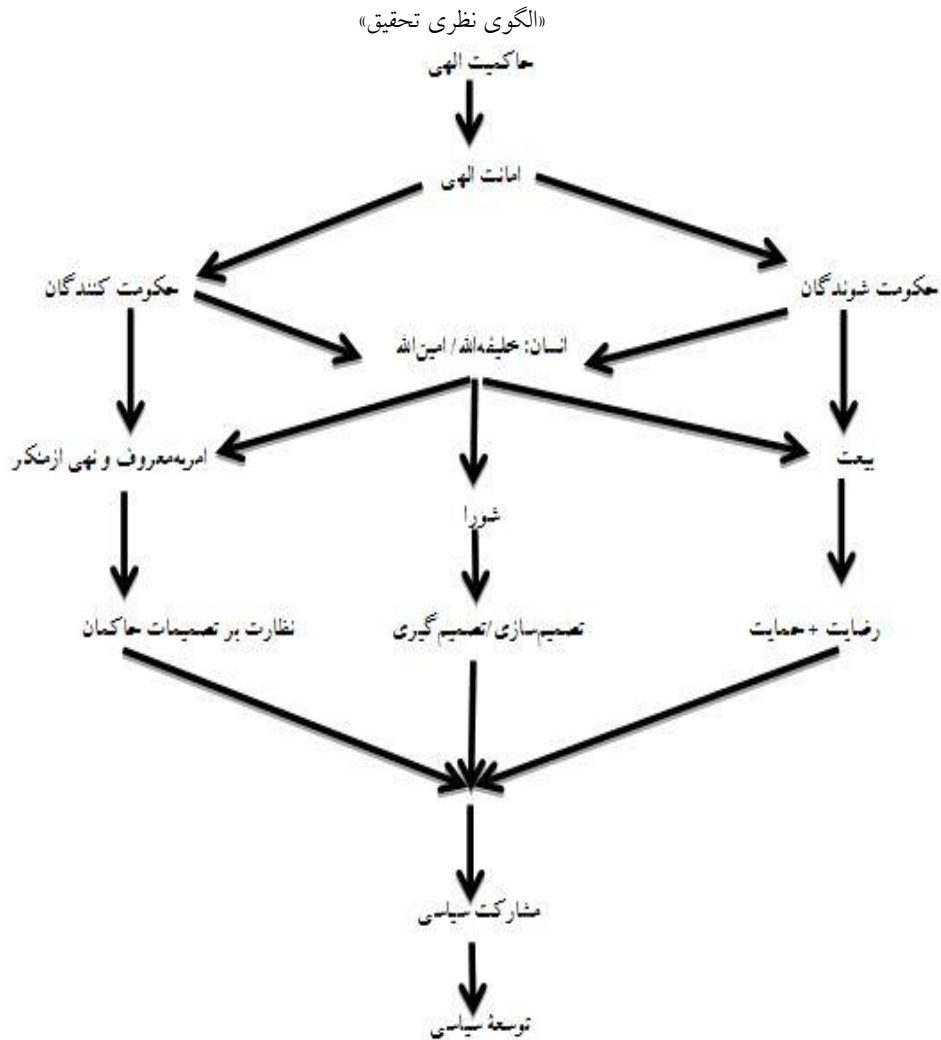 «الگوی نظری تحقیق»
حاکمیت الهی
امانت الهی
حکومت شوندگان
حکومت کنندگان
انسان: خلیفه‌الله/ امین‌الله
بیعت
امربه‌معروف و نهی ازمنکر
شورا
رضایت + حمایت
تصمیم‌سازی/تصمیم‌گیری
نظارت بر تصمیمات حاکمان
مشارکت سیاسی
توسعهٔ سیاسی